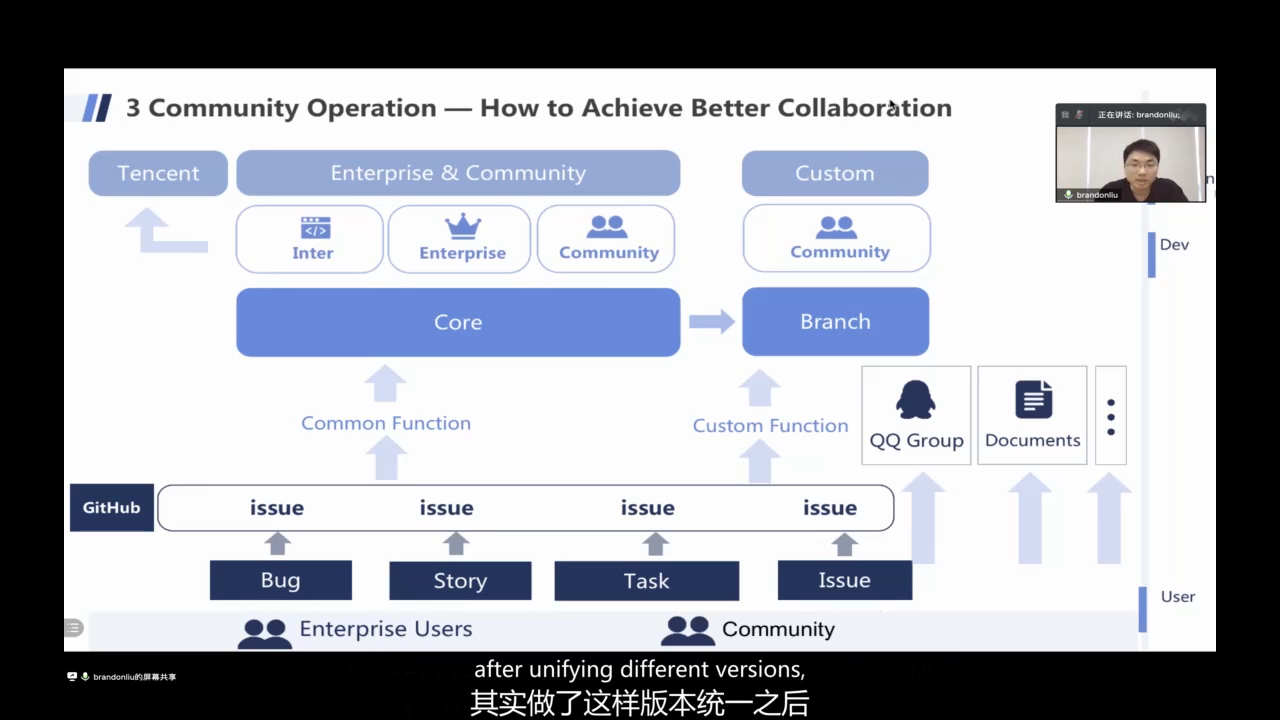 3 Community Operation — How to Achieve Better Collaboration
我 正在讲话: brandonliu;
brandonliu
Tencent
Enterprise & Community
Custom
Inter
Enterprise
Community
Community
Dev
Core
Branch
Common Function
Custom Function
QQ Group
Documents
GitHub
issue
issue
issue
issue
Bug
Story
Task
Issue
User
Enterprise Users
Community
brandonliu的屏幕共享
after unifying different versions,
其实做了这样版本统一之后